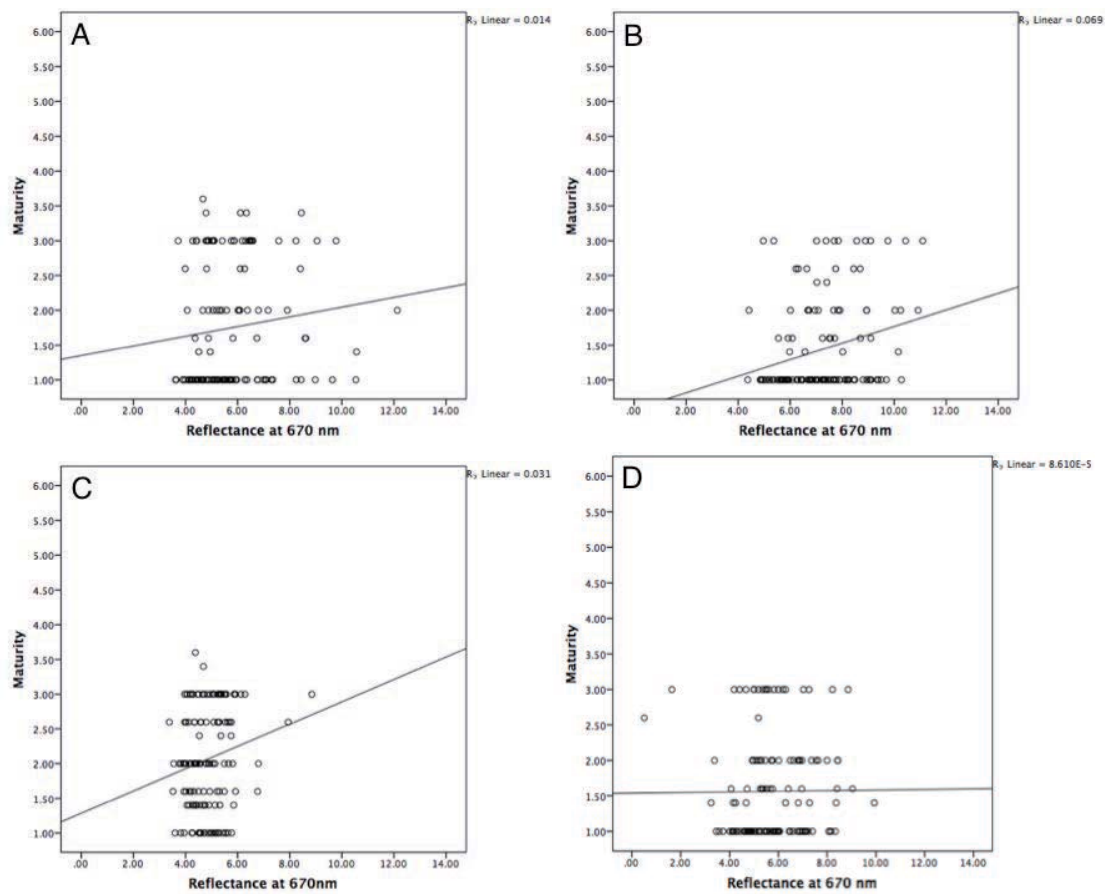 A
R₂ Linear = 0.014
6.00
5.50
5.00
4.50
4.00
3.50
3.00
2.50
2.00
1.50
1.00
Maturity
.00 2.00 4.00 6.00 8.00 10.00 12.00 14.00
Reflectance at 670 nm
B
R₂ Linear = 0.069
6.00
5.50
5.00
4.50
4.00
3.50
3.00
2.50
2.00
1.50
1.00
Maturity
.00 2.00 4.00 6.00 8.00 10.00 12.00 14.00
Reflectance at 670 nm
C
R₂ Linear = 0.031
6.00
5.50
5.00
4.50
4.00
3.50
3.00
2.50
2.00
1.50
1.00
Maturity
.00 2.00 4.00 6.00 8.00 10.00 12.00 14.00
Reflectance at 670nm
D
R₂ Linear = 8.610E-5
6.00
5.50
5.00
4.50
4.00
3.50
3.00
2.50
2.00
1.50
1.00
Maturity
.00 2.00 4.00 6.00 8.00 10.00 12.00 14.00
Reflectance at 670 nm